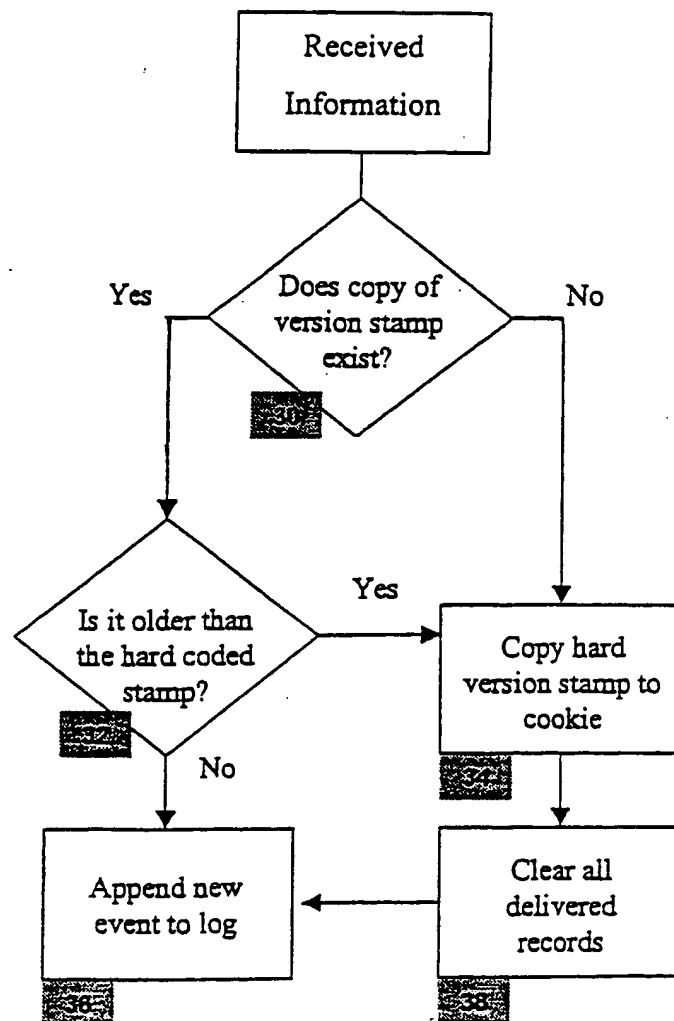 Received
Information
Does copy of
version stamp
exist?
Yes
No
30
Is it older than
the hard coded
stamp?
32
Yes
No
Copy hard
version stamp to
cookie
34
Append new
event to log
36
Clear all
delivered
records
38